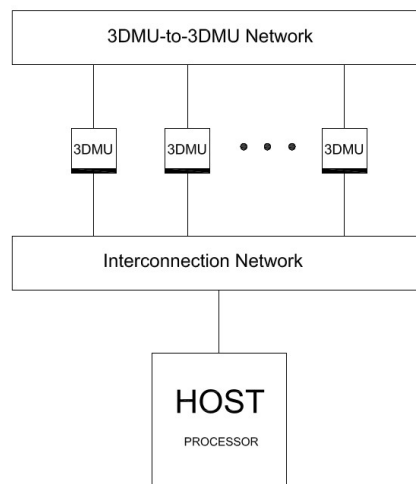 3DMU-to-3DMU Network
3DMU 3DMU 3DMU
Interconnection Network
HOST
PROCESSOR